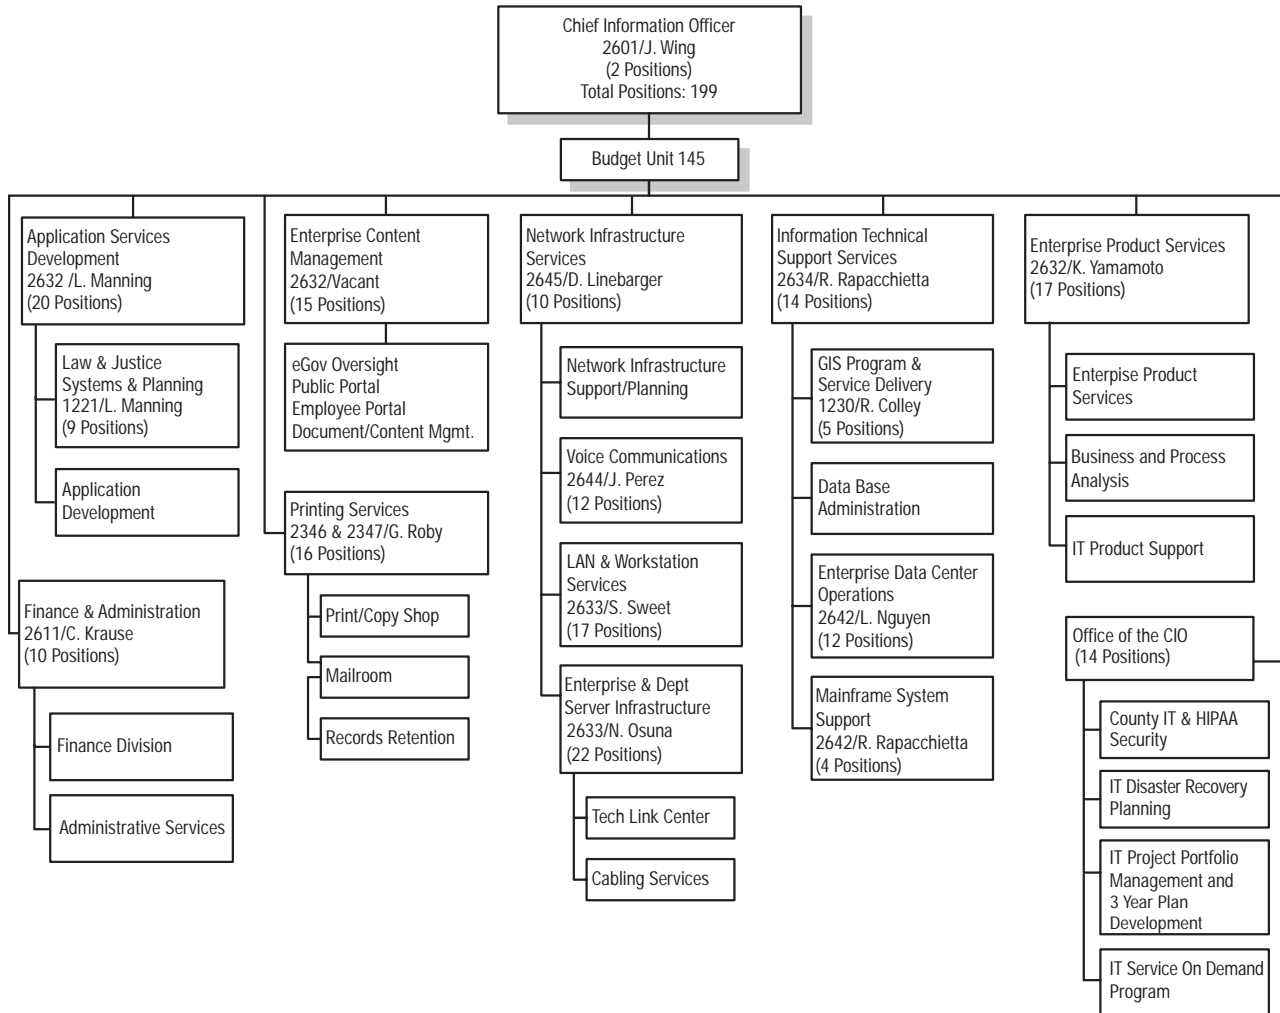 Chief Information Officer
2601/J. Wing
(2 Positions)
Total Positions: 199
Budget Unit 145
Application Services
Development
2632 /L. Manning
(20 Positions)
Law & Justice
Systems & Planning
1221/L. Manning
(9 Positions)
Application
Development
Finance & Administration
2611/C. Krause
(10 Positions)
Finance Division
Administrative Services
Enterprise Content
Management
2632/Vacant
(15 Positions)
eGov Oversight
Public Portal
Employee Portal
Document/Content Mgmt.
Printing Services
2346 & 2347/G. Roby
(16 Positions)
Print/Copy Shop
Mailroom
Records Retention
Network Infrastructure
Services
2645/D. Linebarger
(10 Positions)
Network Infrastructure
Support/Planning
Voice Communications
2644/J. Perez
(12 Positions)
LAN & Workstation
Services
2633/S. Sweet
(17 Positions)
Enterprise & Dept
Server Infrastructure
2633/N. Osuna
(22 Positions)
Tech Link Center
Cabling Services
Information Technical
Support Services
2634/R. Rapacchietta
(14 Positions)
GIS Program &
Service Delivery
1230/R. Colley
(5 Positions)
Data Base
Administration
Enterprise Data Center
Operations
2642/L. Nguyen
(12 Positions)
Mainframe System
Support
2642/R. Rapacchietta
(4 Positions)
Enterprise Product Services
2632/K. Yamamoto
(17 Positions)
Enterpise Product
Services
Business and Process
Analysis
IT Product Support
Office of the CIO
(14 Positions)
County IT & HIPAA
Security
IT Disaster Recovery
Planning
IT Project Portfolio
Management and
3 Year Plan
Development
IT Service On Demand
Program